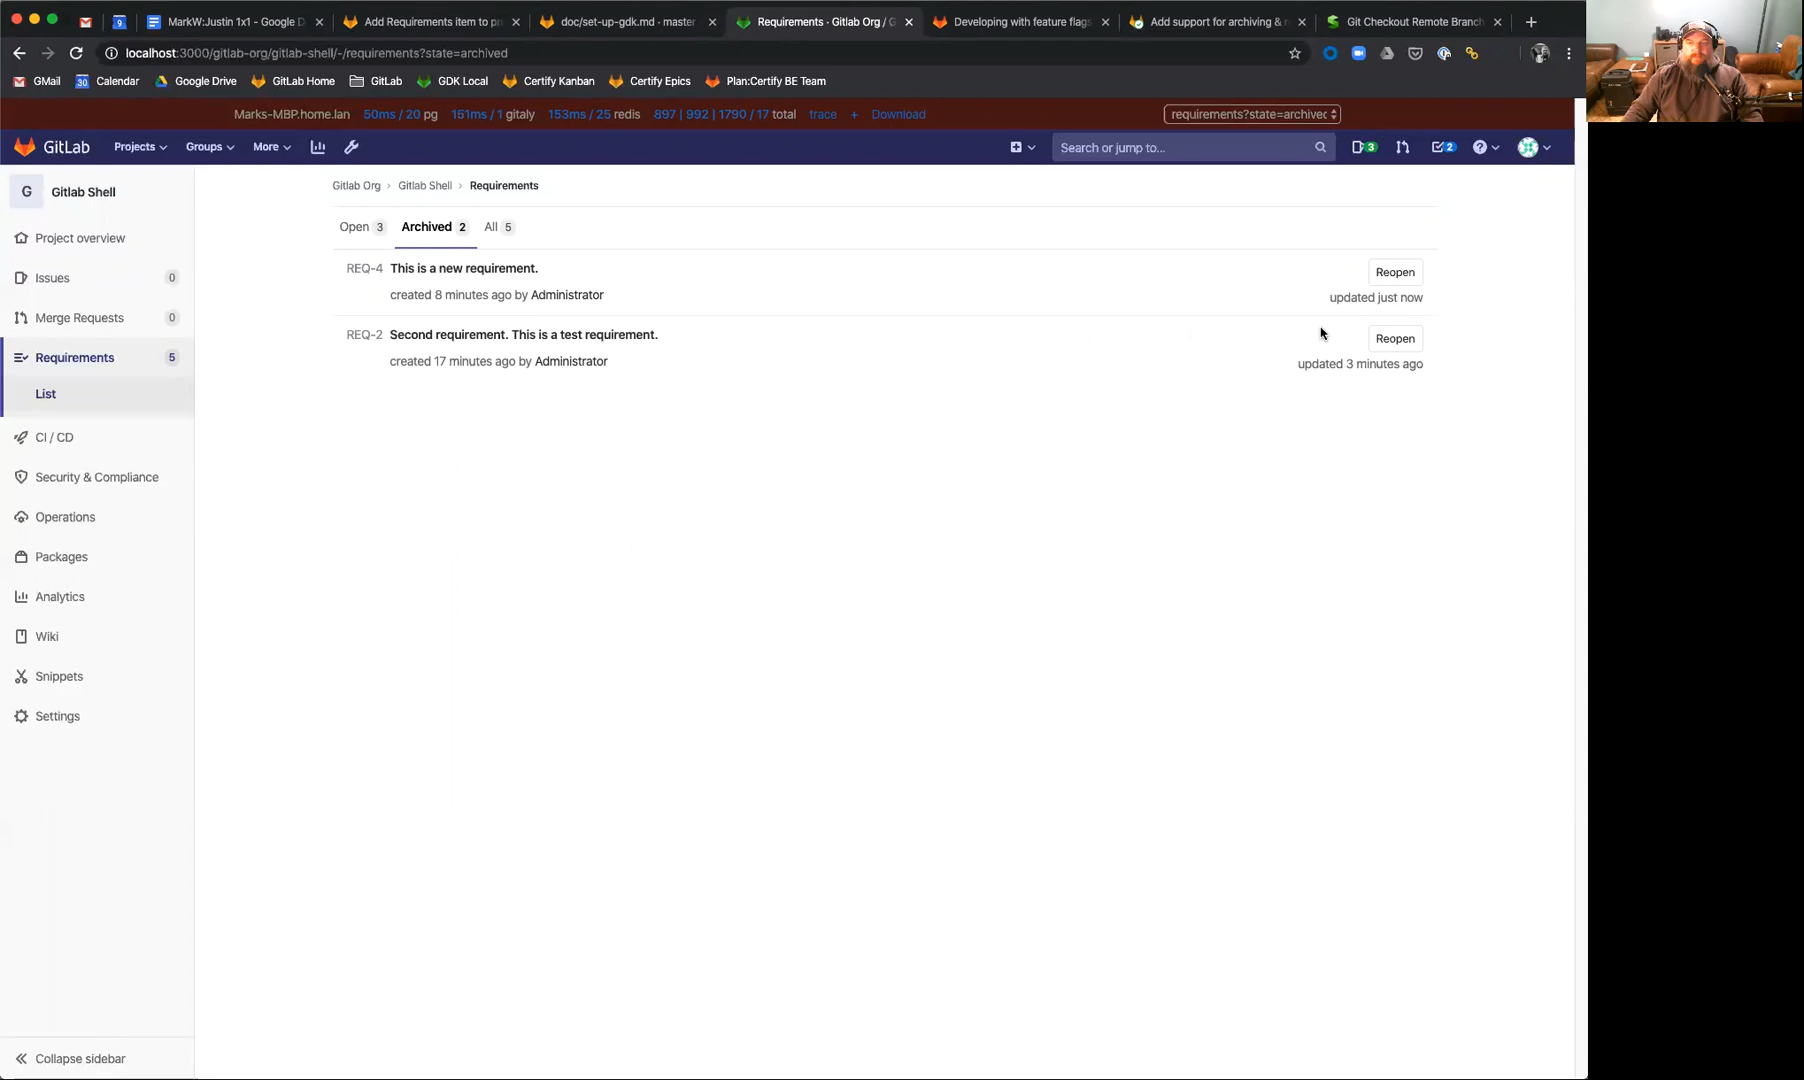 MarkW:Justin 1x1 - Google D
Add Requirements item to pr
doc/set-up-gdk.md · master
Requirements · Gitlab Org / G
Developing with feature flags
Add support for archiving & r
Git Checkout Remote Branch
localhost:3000/gitlab-org/gitlab-shell/-/requirements?state=archived
GMail
Calendar
Google Drive
GitLab Home
GitLab
GDK Local
Certify Kanban
Certify Epics
Plan:Certify BE Team
Marks-MBP.home.lan 50ms / 20 pg 151ms / 1 gitaly 153ms / 25 redis 897 | 992 | 1790 / 17 total trace + Download
requirements?state=archived
GitLab Projects Groups More
Search or jump to...
3
2
G Gitlab Shell
Gitlab Org › Gitlab Shell › Requirements
Project overview
Issues 0
Merge Requests 0
Requirements 5
List
CI / CD
Security & Compliance
Operations
Packages
Analytics
Wiki
Snippets
Settings
Collapse sidebar
Open 3 Archived 2 All 5
REQ-4 This is a new requirement.
created 8 minutes ago by Administrator
Reopen
updated just now
REQ-2 Second requirement. This is a test requirement.
created 17 minutes ago by Administrator
Reopen
updated 3 minutes ago